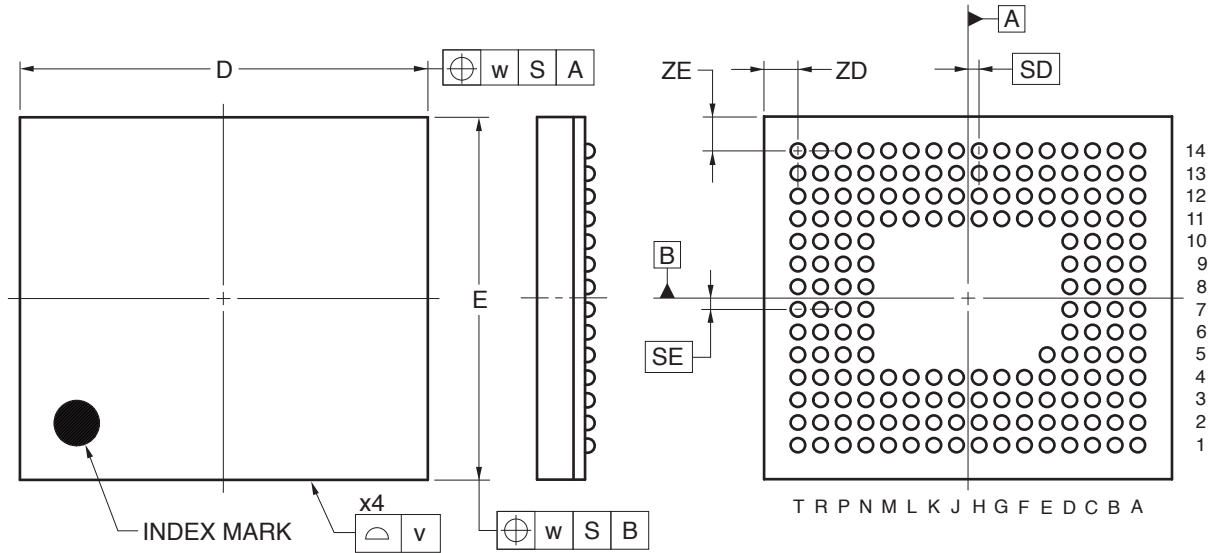 D
w S A
E
INDEX MARK
x4
v
w S B
A
ZE
ZD
SD
B
SE
14
13
12
11
10
9
8
7
6
5
4
3
2
1
T R P N M L K J H G F E D C B A